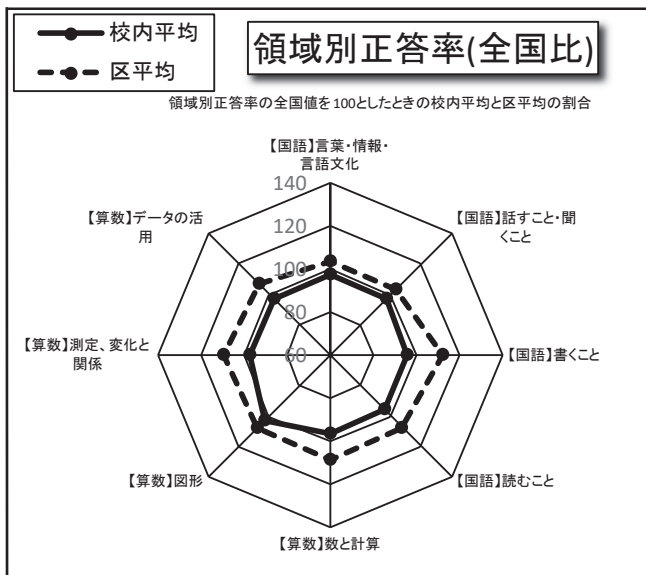 校内平均
区平均
領域別正答率(全国比)
領域別正答率の全国値を100としたときの校内平均と区平均の割合
【国語】言葉・情報・
言語文化
140
120
100
80
60
【国語】話すこと・聞
くこと
【国語】書くこと
【国語】読むこと
【算数】数と計算
【算数】図形
【算数】測定、変化と
関係
【算数】データの活
用